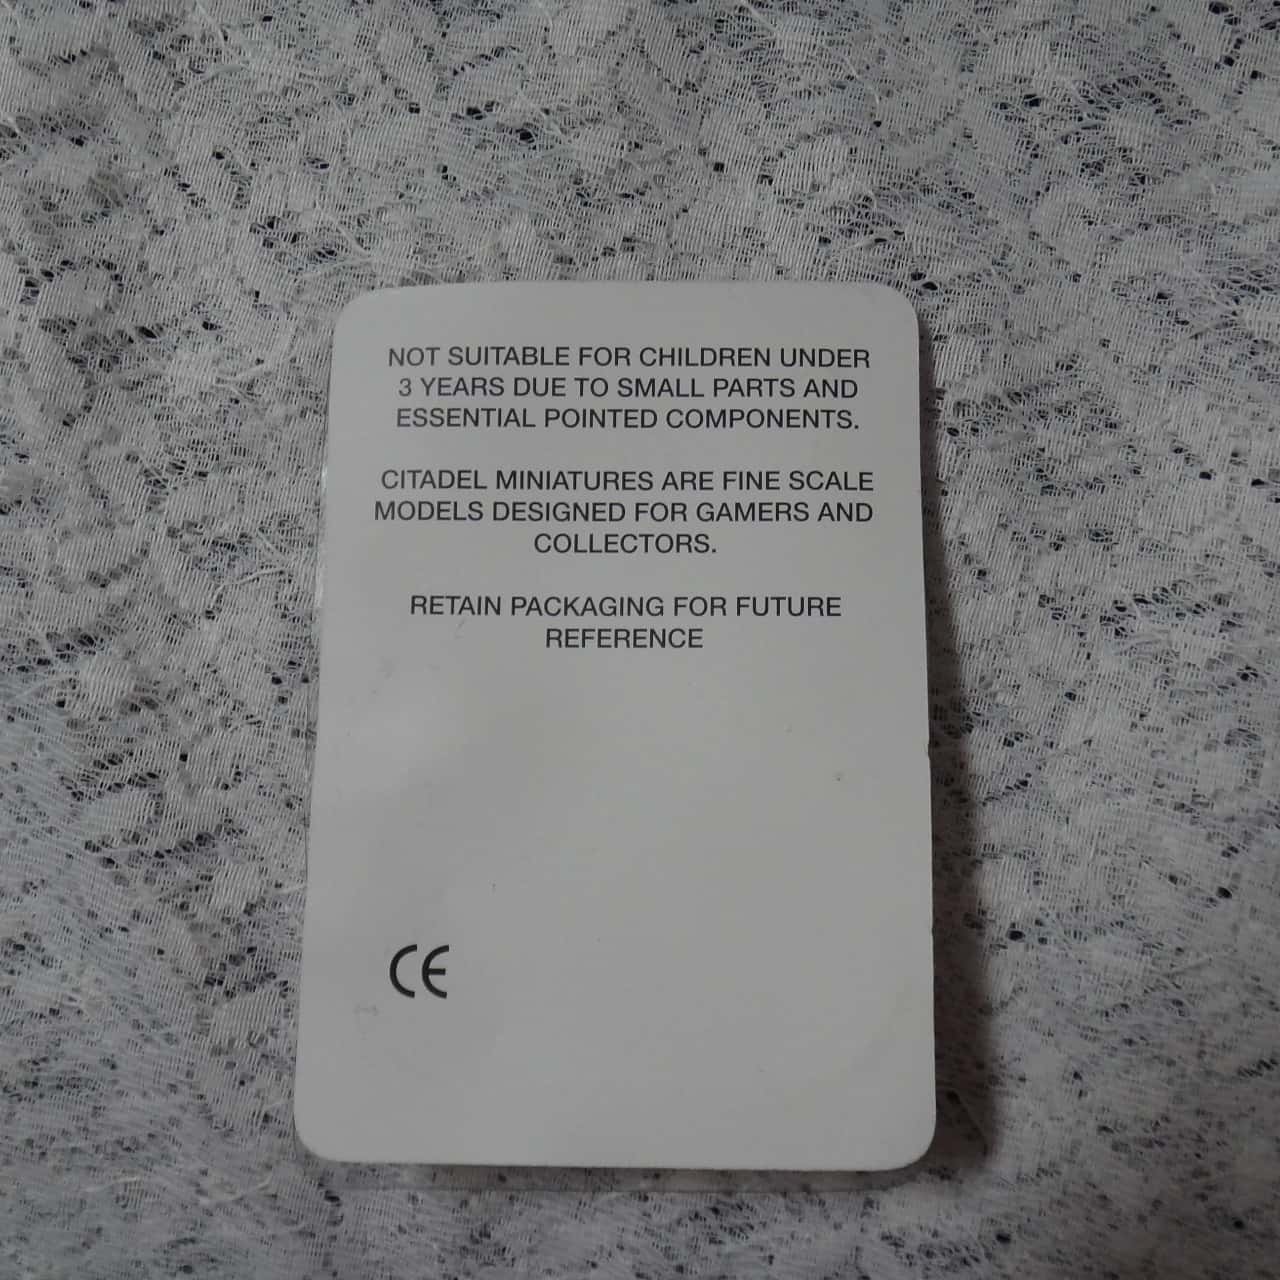 NOT SUITABLE FOR CHILDREN UNDER
3 YEARS DUE TO SMALL PARTS AND
ESSENTIAL POINTED COMPONENTS.
CITADEL MINIATURES ARE FINE SCALE
MODELS DESIGNED FOR GAMERS AND
COLLECTORS.
RETAIN PACKAGING FOR FUTURE
REFERENCE
CE